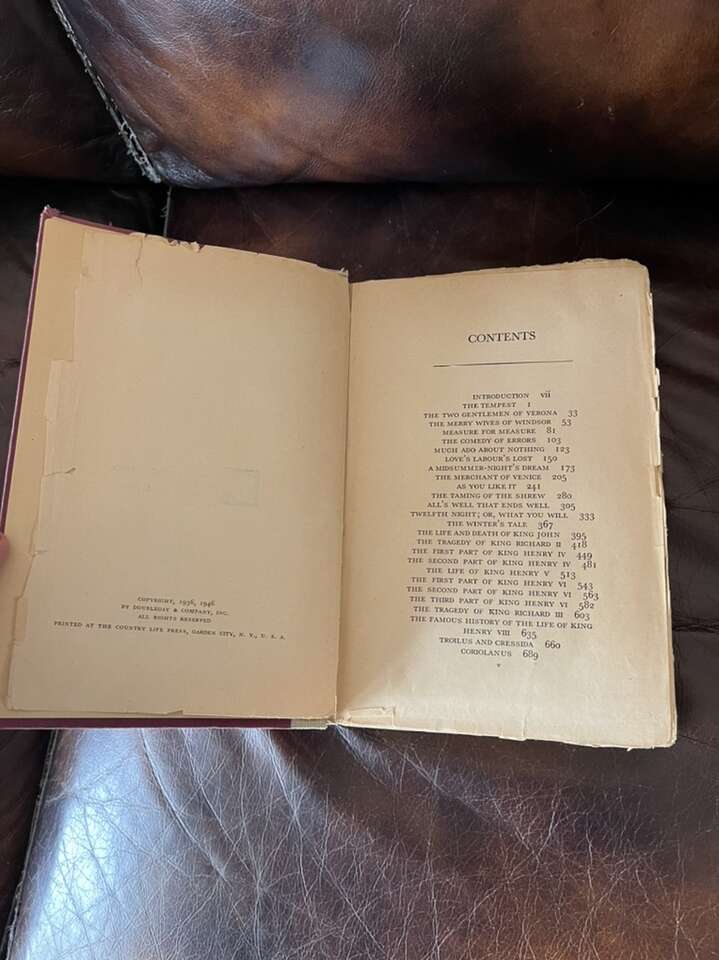 COPYRIGHT, 1936, 1946
BY DOUBLEDAY & COMPANY, INC.
ALL RIGHTS RESERVED
PRINTED AT THE COUNTRY LIFE PRESS, GARDEN CITY, N. Y., U. S. A.
CONTENTS
INTRODUCTION vii
THE TEMPEST 1
THE TWO GENTLEMEN OF VERONA 33
THE MERRY WIVES OF WINDSOR 53
MEASURE FOR MEASURE 81
THE COMEDY OF ERRORS 103
MUCH ADO ABOUT NOTHING 123
LOVE'S LABOUR'S LOST 150
A MIDSUMMER-NIGHT'S DREAM 173
THE MERCHANT OF VENICE 205
AS YOU LIKE IT 241
THE TAMING OF THE SHREW 280
ALL'S WELL THAT ENDS WELL 305
TWELFTH NIGHT; OR, WHAT YOU WILL 333
THE WINTER'S TALE 367
THE LIFE AND DEATH OF KING JOHN 395
THE TRAGEDY OF KING RICHARD II 418
THE FIRST PART OF KING HENRY IV 449
THE SECOND PART OF KING HENRY IV 481
THE LIFE OF KING HENRY V 513
THE FIRST PART OF KING HENRY VI 543
THE SECOND PART OF KING HENRY VI 563
THE THIRD PART OF KING HENRY VI 582
THE TRAGEDY OF KING RICHARD III 603
THE FAMOUS HISTORY OF THE LIFE OF KING
HENRY VIII 635
TROILUS AND CRESSIDA 660
CORIOLANUS 689
v